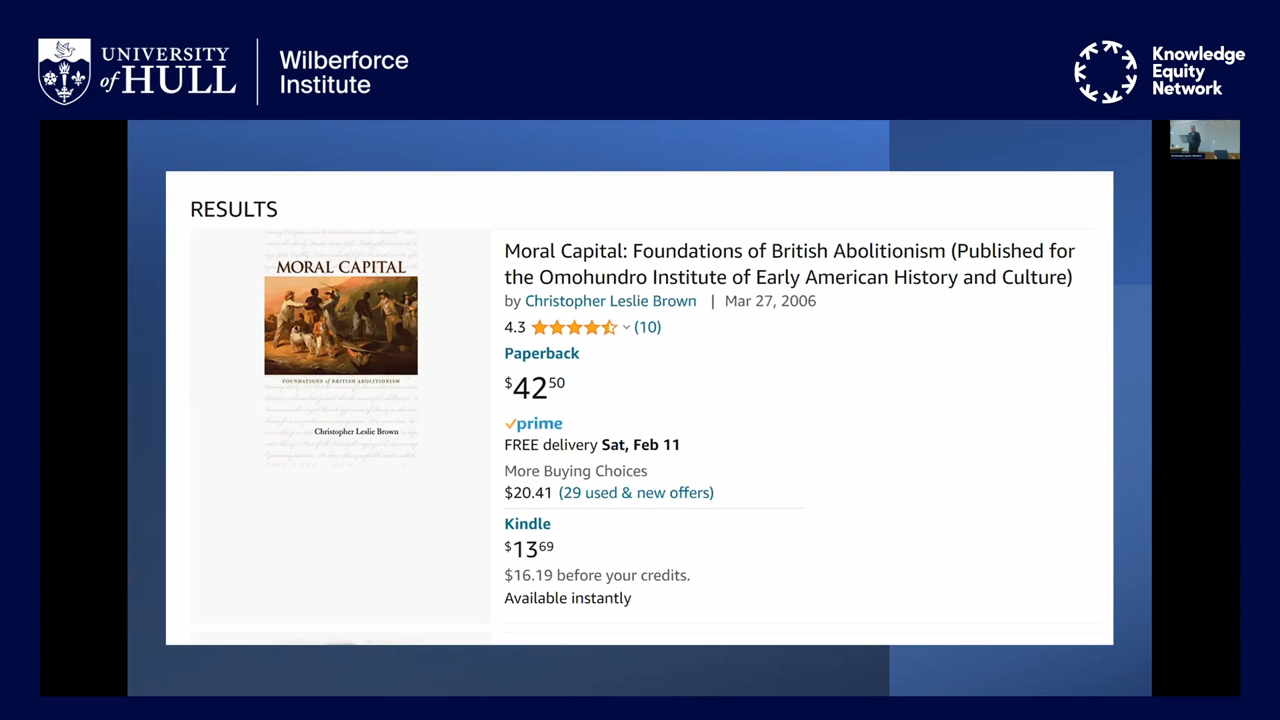 UNIVERSITY
of HULL
Wilberforce
Institute
Knowledge
Equity
Network
RESULTS
MORAL CAPITAL
FOUNDATIONS of BRITISH ABOLITIONISM
Christopher Leslie Brown
Moral Capital: Foundations of British Abolitionism (Published for
the Omohundro Institute of Early American History and Culture)
by Christopher Leslie Brown | Mar 27, 2006
4.3 (10)
Paperback
$42.50
prime
FREE delivery Sat, Feb 11
More Buying Choices
$20.41 (29 used & new offers)
Kindle
$13.69
$16.19 before your credits.
Available instantly